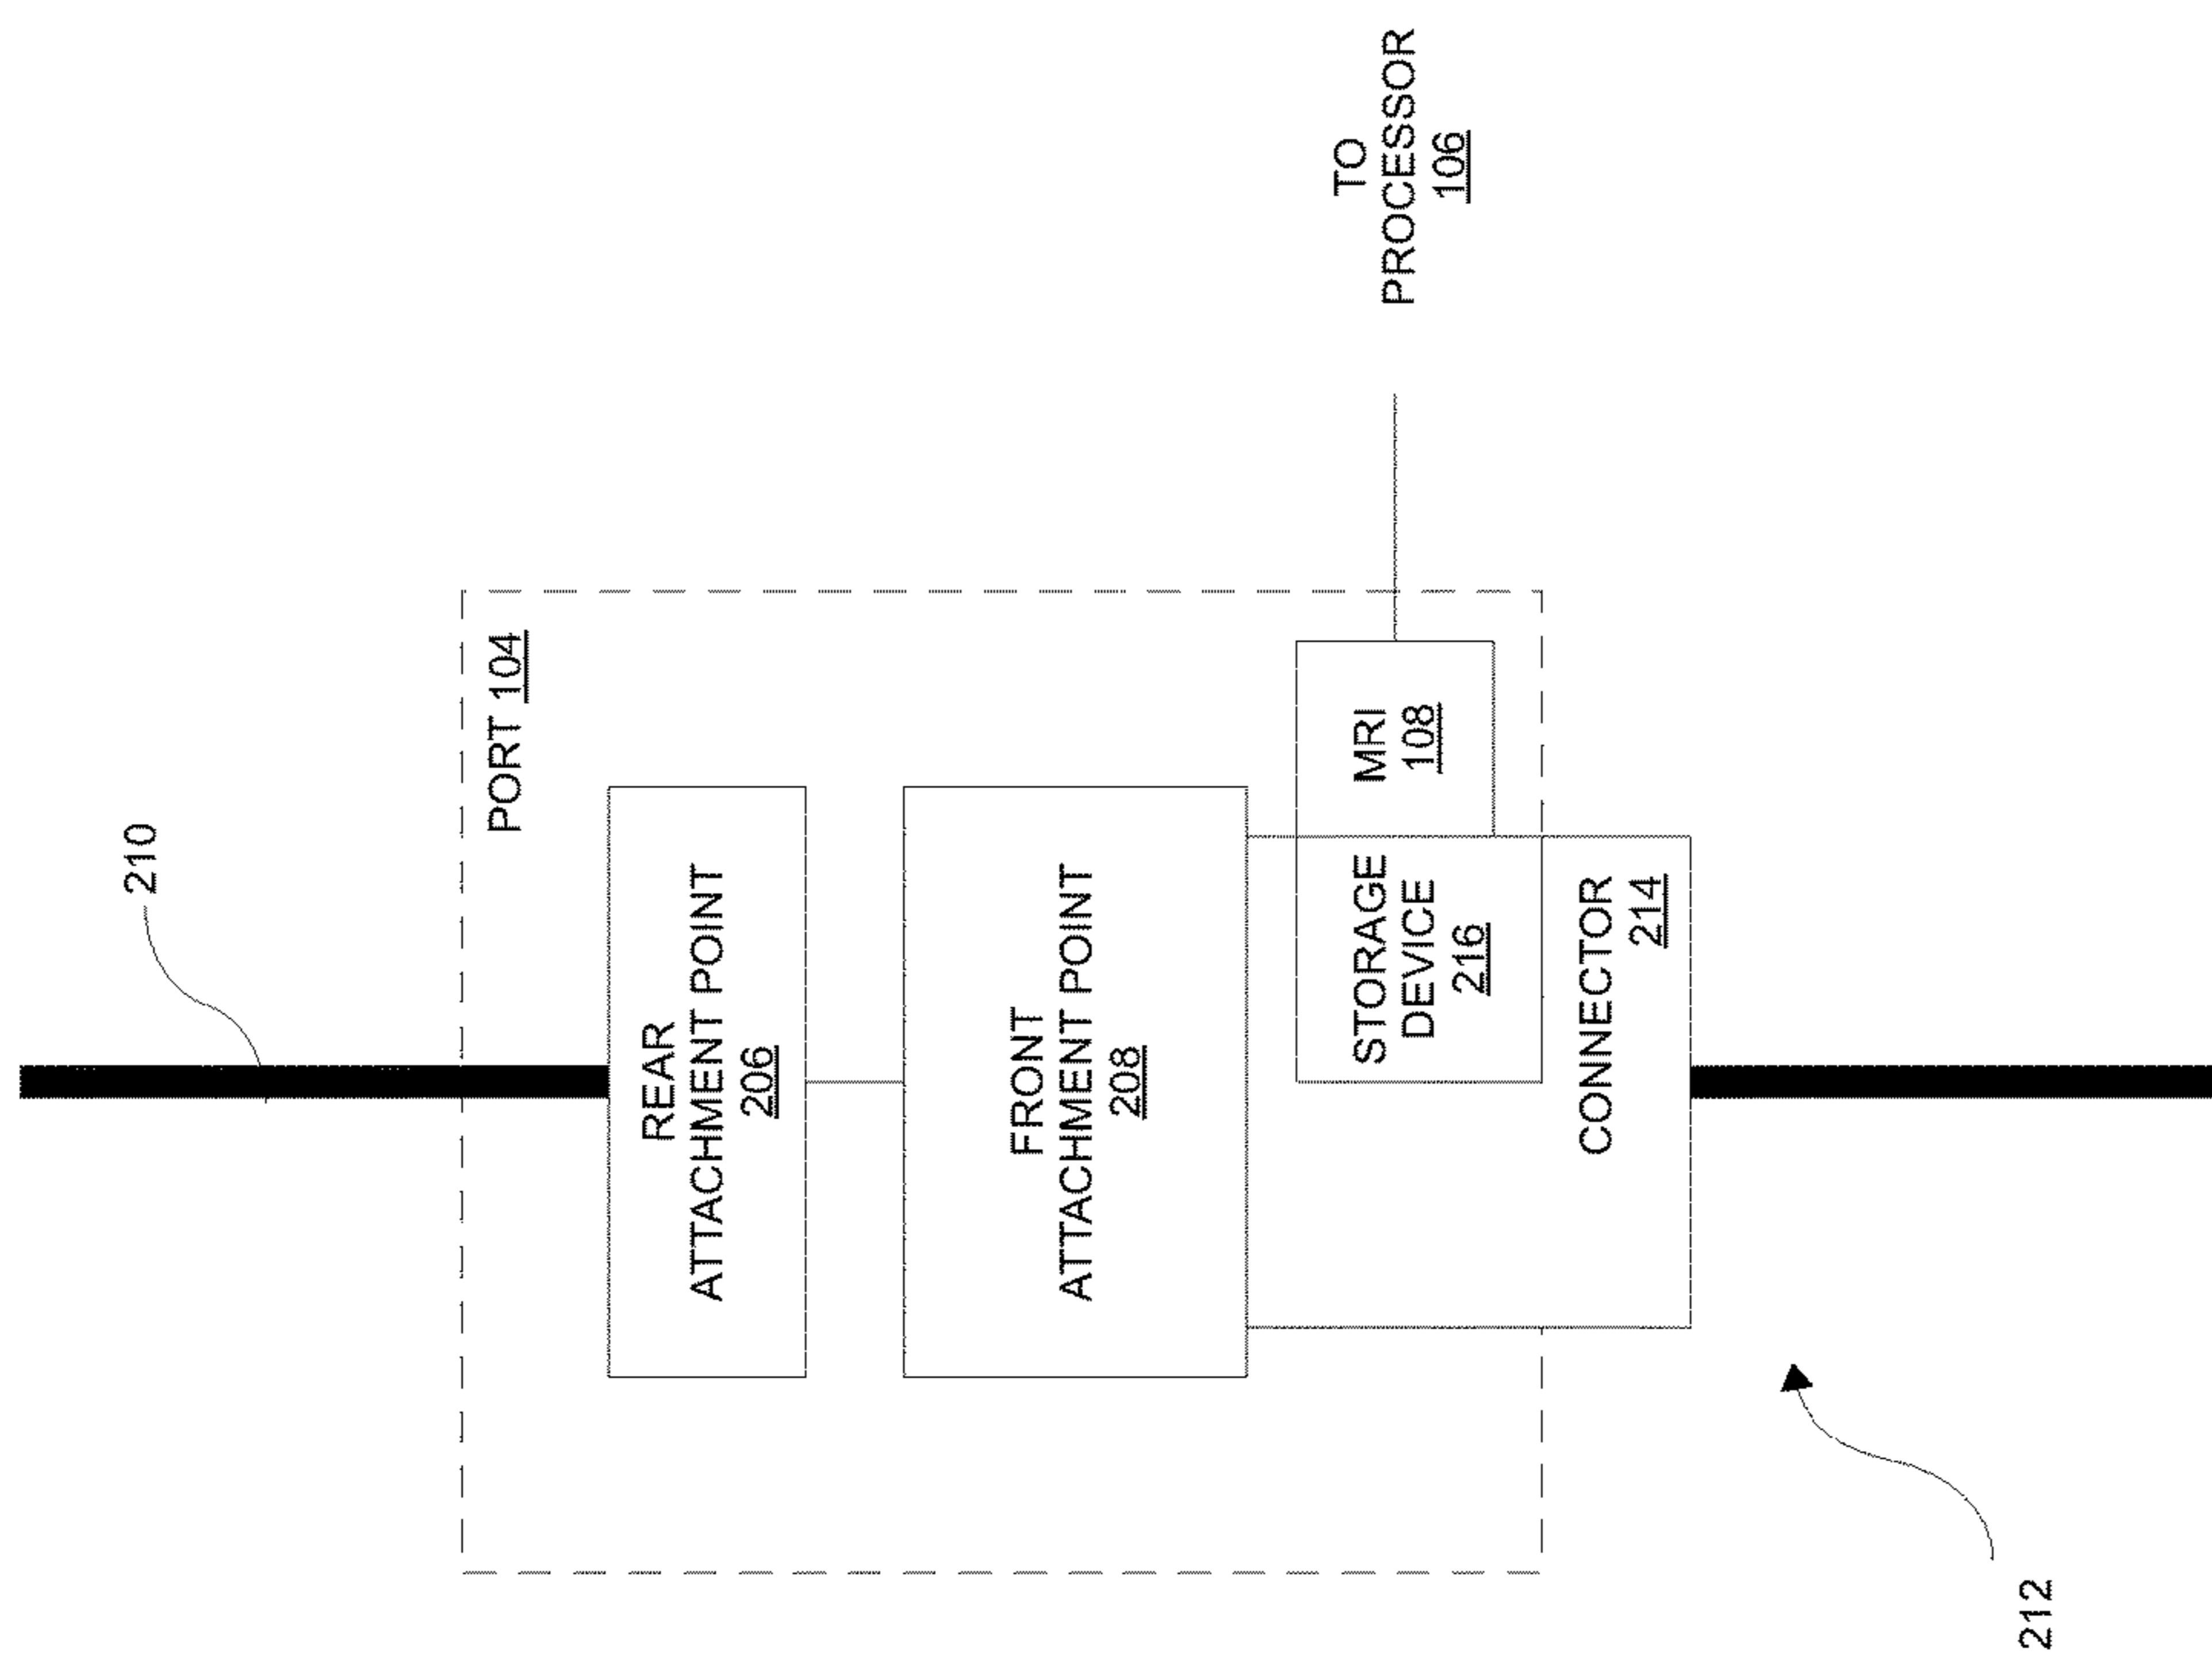 210
PORT 104
REAR
ATTACHMENT POINT
206
FRONT
ATTACHMENT POINT
208
STORAGE
DEVICE
216
MRI
108
TO
PROCESSOR
106
CONNECTOR
214
212